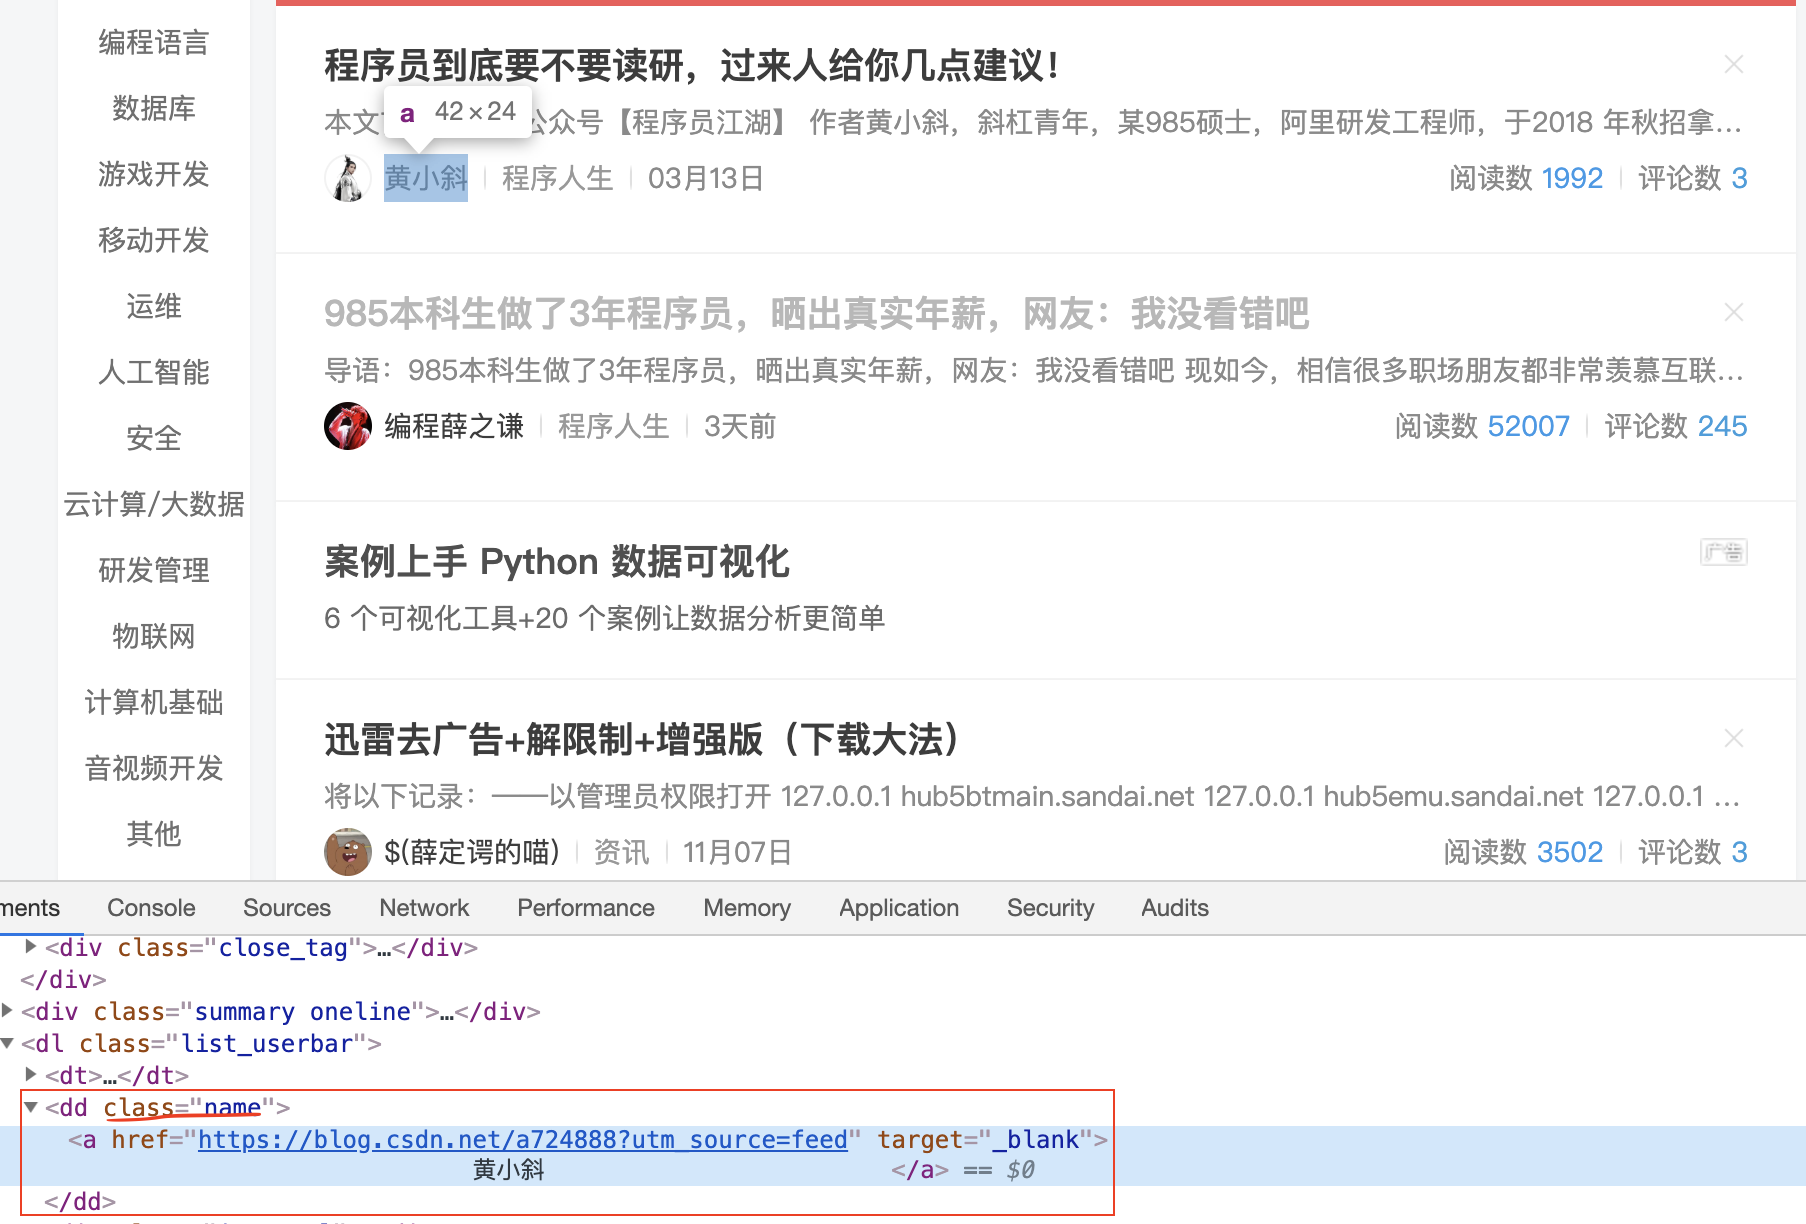 编程语言
数据库
游戏开发
移动开发
运维
人工智能
安全
云计算/大数据
研发管理
物联网
计算机基础
音视频开发
其他
程序员到底要不要读研，过来人给你几点建议！
a 42×24
本文 公众号【程序员江湖】 作者黄小斜，斜杠青年，某985硕士，阿里研发工程师，于2018 年秋招拿…
黄小斜 程序人生 03月13日 阅读数 1992 评论数 3
985本科生做了3年程序员，晒出真实年薪，网友：我没看错吧
导语：985本科生做了3年程序员，晒出真实年薪，网友：我没看错吧 现如今，相信很多职场朋友都非常羡慕互联…
编程薛之谦 程序人生 3天前 阅读数 52007 评论数 245
案例上手 Python 数据可视化
广告
6 个可视化工具+20 个案例让数据分析更简单
迅雷去广告+解限制+增强版（下载大法）
将以下记录：——以管理员权限打开 127.0.0.1 hub5btmain.sandai.net 127.0.0.1 hub5emu.sandai.net 127.0.0.1 …
$(薛定谔的喵) 资讯 11月07日 阅读数 3502 评论数 3
ments Console Sources Network Performance Memory Application Security Audits
<div class="close_tag">…</div>
</div>
<div class="summary oneline">…</div>
<dl class="list_userbar">
<dt>…</dt>
<dd class="name">
<a href="https://blog.csdn.net/a724888?utm_source=feed" target="_blank">
黄小斜 </a> == $0
</dd>